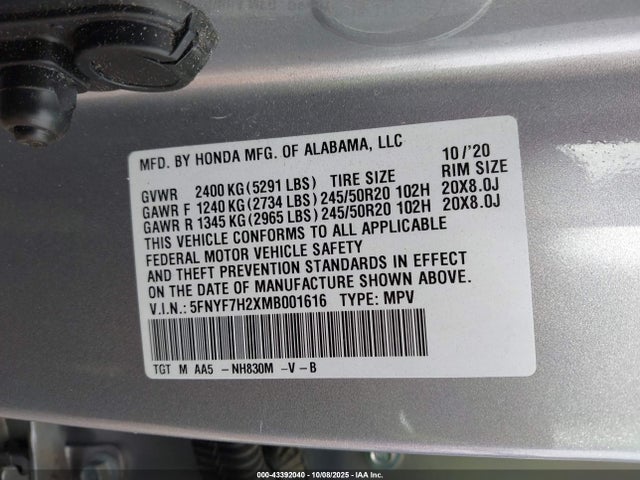 MFD. BY HONDA MFG. OF ALABAMA, LLC 10/'20
GVWR 2400 KG(5291 LBS) TIRE SIZE RIM SIZE
GAWR F 1240 KG(2734 LBS)245/50R20 102H 20X8.0J
GAWR R 1345 KG(2965 LBS)245/50R20 102H 20X8.0J
THIS VEHICLE CONFORMS TO ALL APPLICABLE
FEDERAL MOTOR VEHICLE SAFETY
AND THEFT PREVENTION STANDARDS IN EFFECT
ON THE DATE OF MANUFACTURE SHOWN ABOVE.
V.I.N.: 5FNYF7H2XMB001616 TYPE: MPV
TGT M AA5 -NH830M -V-B
000-43392040 - 10/08/2025 - IAA Inc.